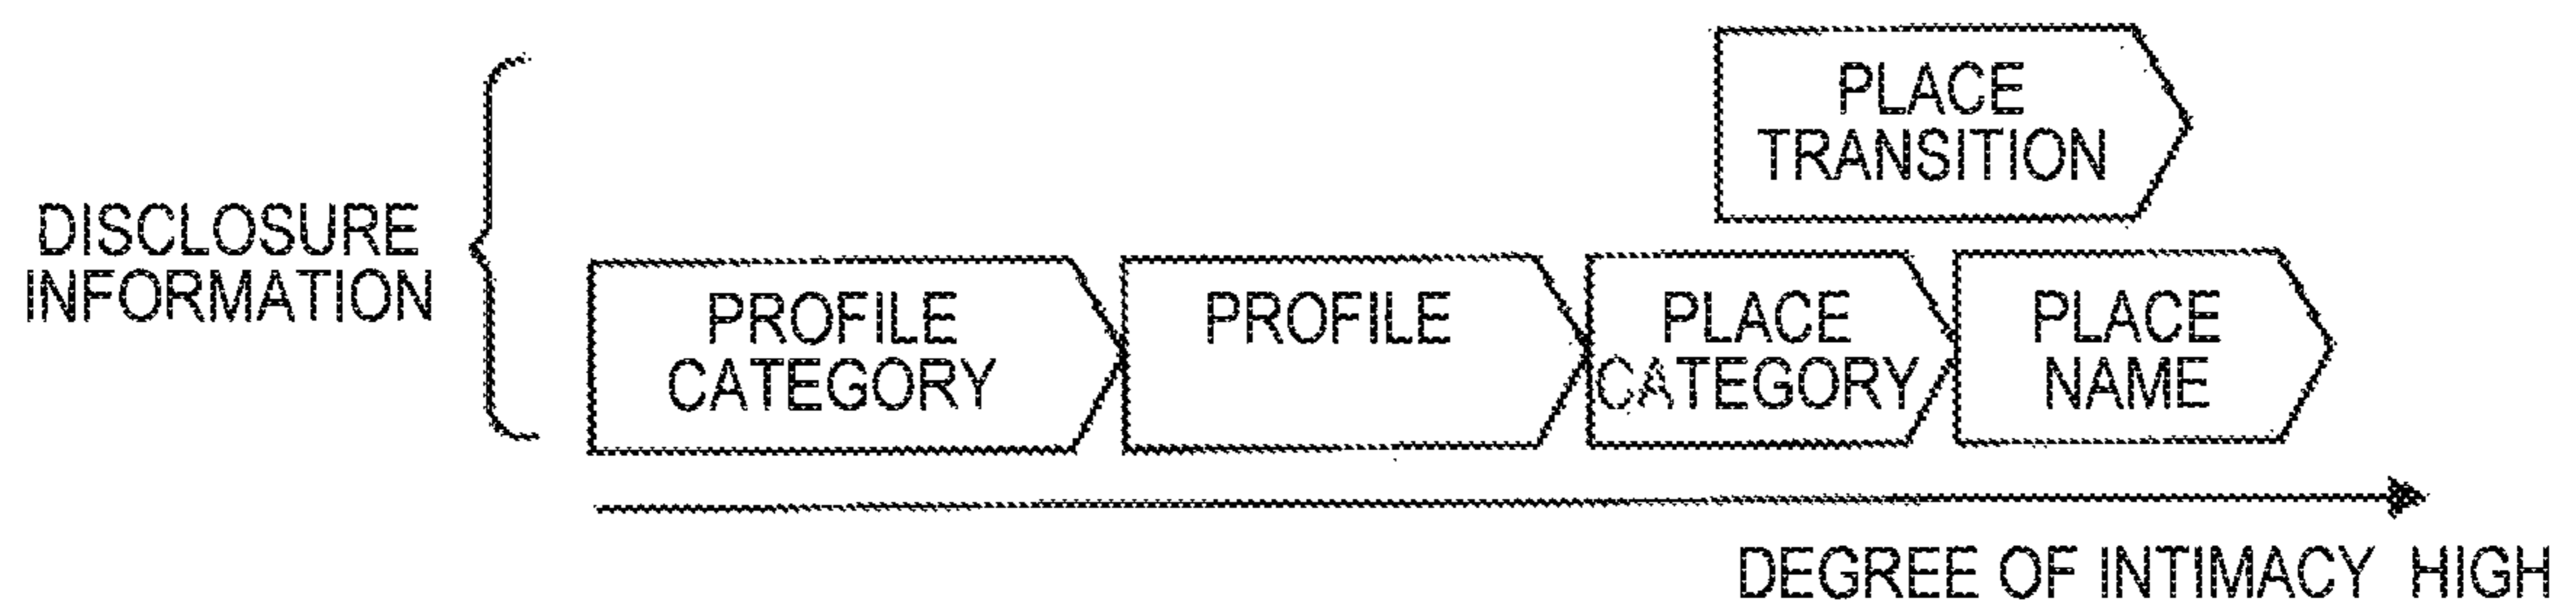 PLACE
TRANSITION
DISCLOSURE
INFORMATION
PROFILE
CATEGORY
PROFILE
PLACE
CATEGORY
PLACE
NAME
DEGREE OF INTIMACY HIGH